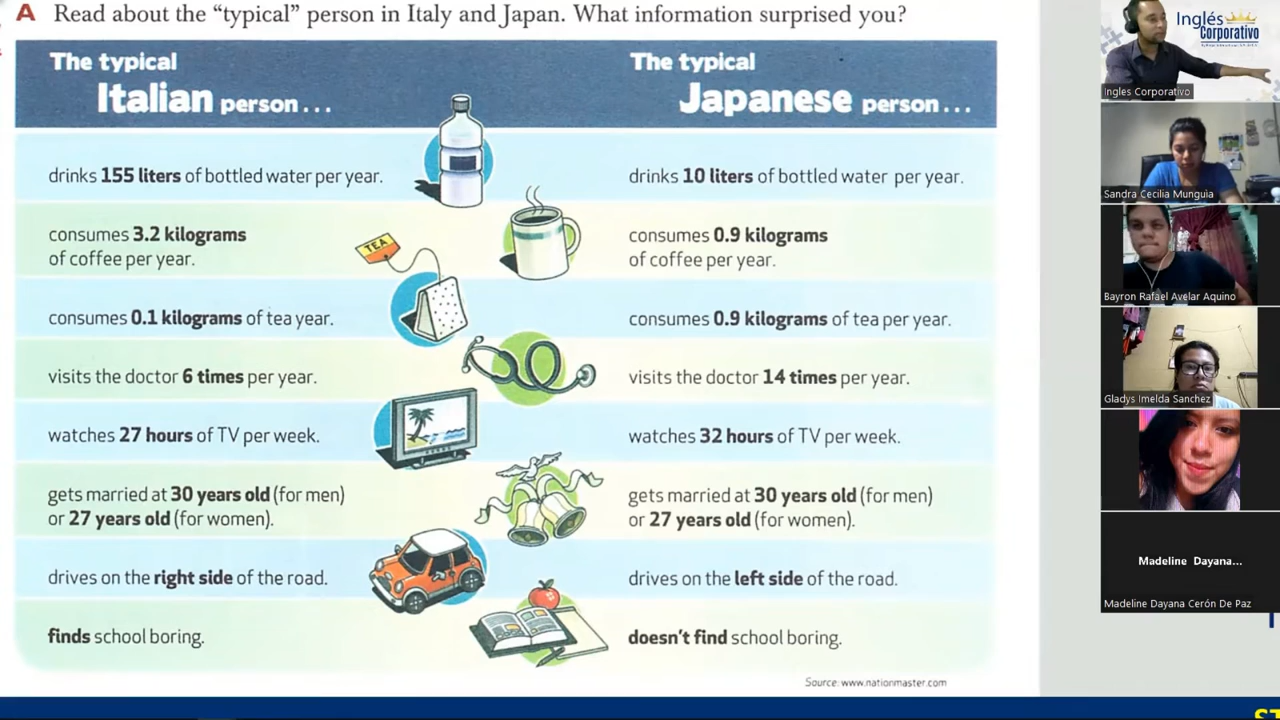 A Read about the “typical” person in Italy and Japan. What information surprised you?
The typical
Italian person...
The typical
Japanese person...
drinks 155 liters of bottled water per year.
drinks 10 liters of bottled water per year.
consumes 3.2 kilograms
of coffee per year.
consumes 0.9 kilograms
of coffee per year.
TEA
consumes 0.1 kilograms of tea year.
consumes 0.9 kilograms of tea per year.
visits the doctor 6 times per year.
visits the doctor 14 times per year.
watches 27 hours of TV per week.
watches 32 hours of TV per week.
gets married at 30 years old (for men)
or 27 years old (for women).
gets married at 30 years old (for men)
or 27 years old (for women).
drives on the right side of the road.
drives on the left side of the road.
finds school boring.
doesn't find school boring.
Source: www.nationmaster.com
Inglés
Corporativo
Ingles Corporativo
Sandra Cecilia Munguia
Bayron Rafael Avelar Aquino
Gladys Imelda Sanchez
Madeline Dayana...
Madeline Dayana Cerón De Paz